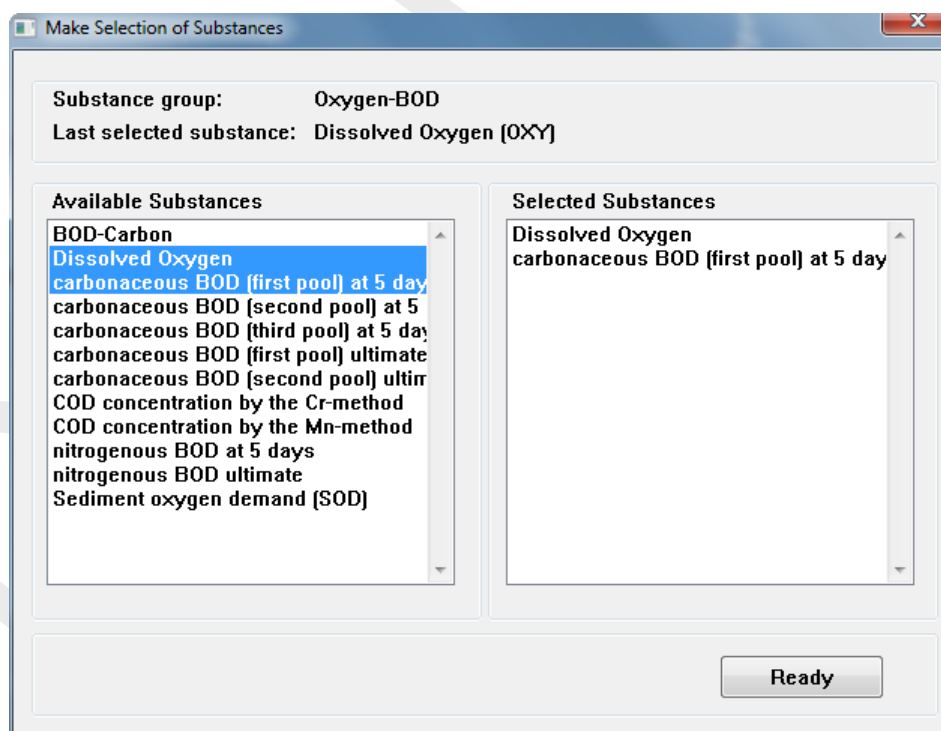 Make Selection of Substances
Substance group: Oxygen-BOD
Last selected substance: Dissolved Oxygen (OXY)
Available Substances
BOD-Carbon
Dissolved Oxygen
carbonaceous BOD (first pool) at 5 day
carbonaceous BOD (second pool) at 5
carbonaceous BOD (third pool) at 5 day
carbonaceous BOD (first pool) ultimate
carbonaceous BOD (second pool) ultim
COD concentration by the Cr-method
COD concentration by the Mn-method
nitrogenous BOD at 5 days
nitrogenous BOD ultimate
Sediment oxygen demand (SOD)
Selected Substances
Dissolved Oxygen
carbonaceous BOD (first pool) at 5 day
Ready